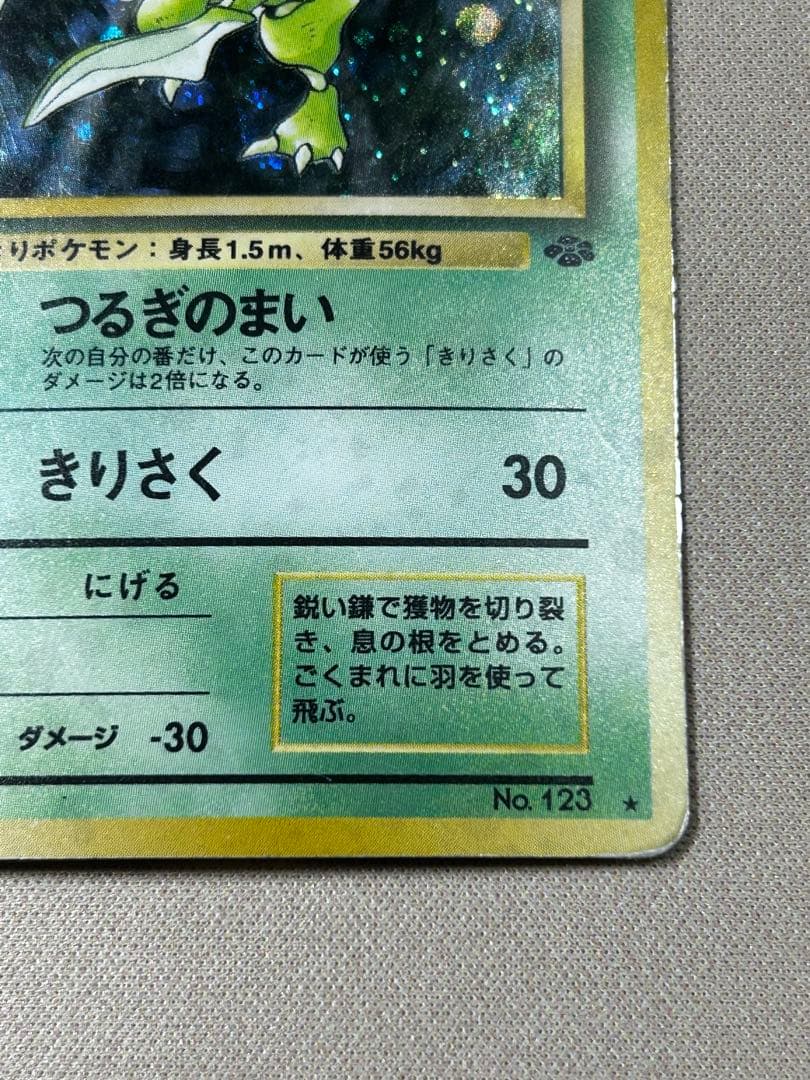 りポケモン：身長1.5m、体重56kg
つるぎのまい
次の自分の番だけ、このカードが使う「きりさく」の
ダメージは2倍になる。
きりさく 30
にげる
鋭い鎌で獲物を切り裂
き、息の根をとめる。
ごくまれに羽を使って
飛ぶ。
ダメージ -30
No. 123 ★